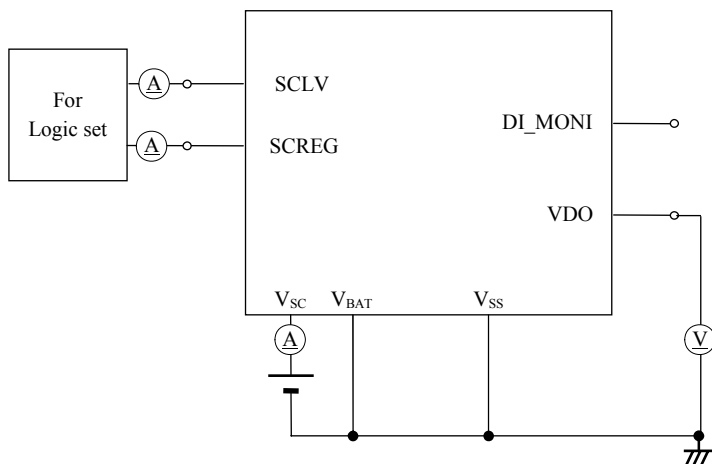 For
Logic set
A
SCLV
A
SCREG
DI_MONI
VDO
VSC
VBAT
VSS
A
V